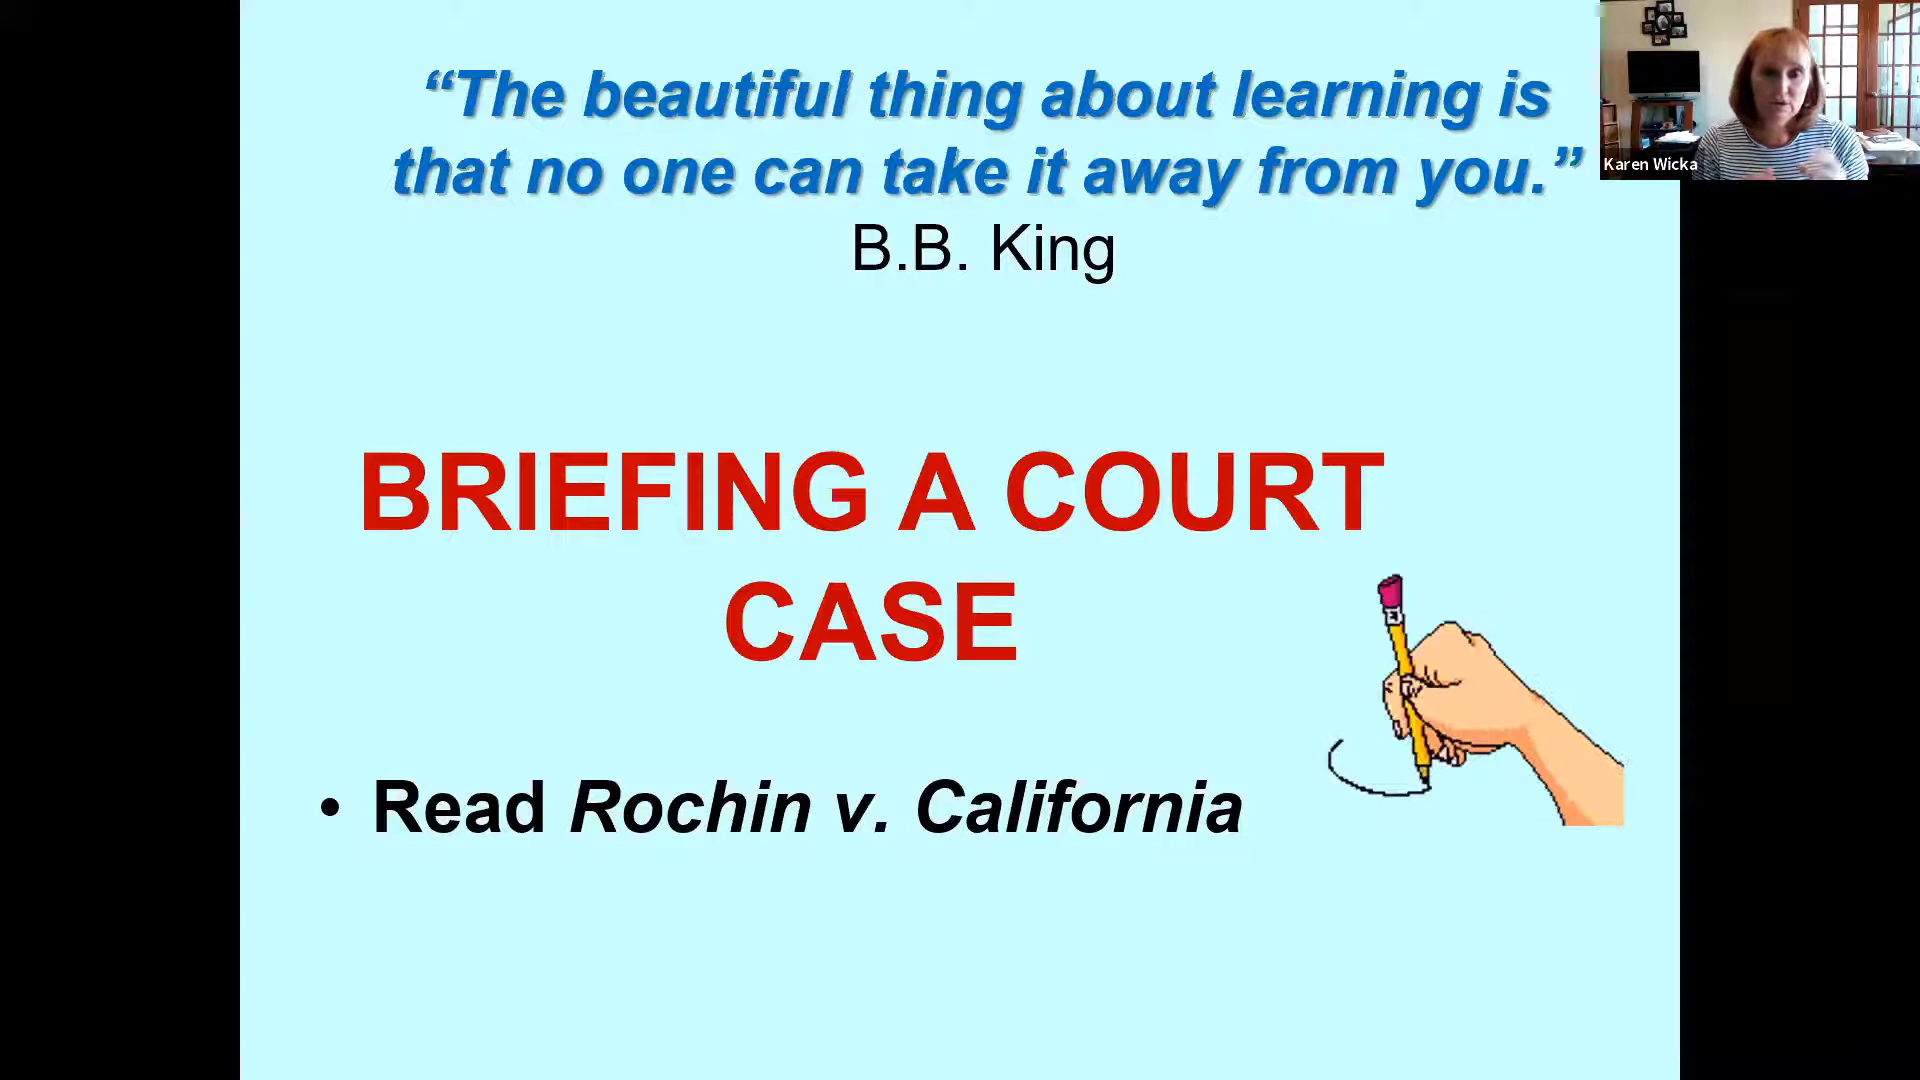 “The beautiful thing about learning is
that no one can take it away from you.”
B.B. King
Karen Wicka
BRIEFING A COURT
CASE
• Read Rochin v. California